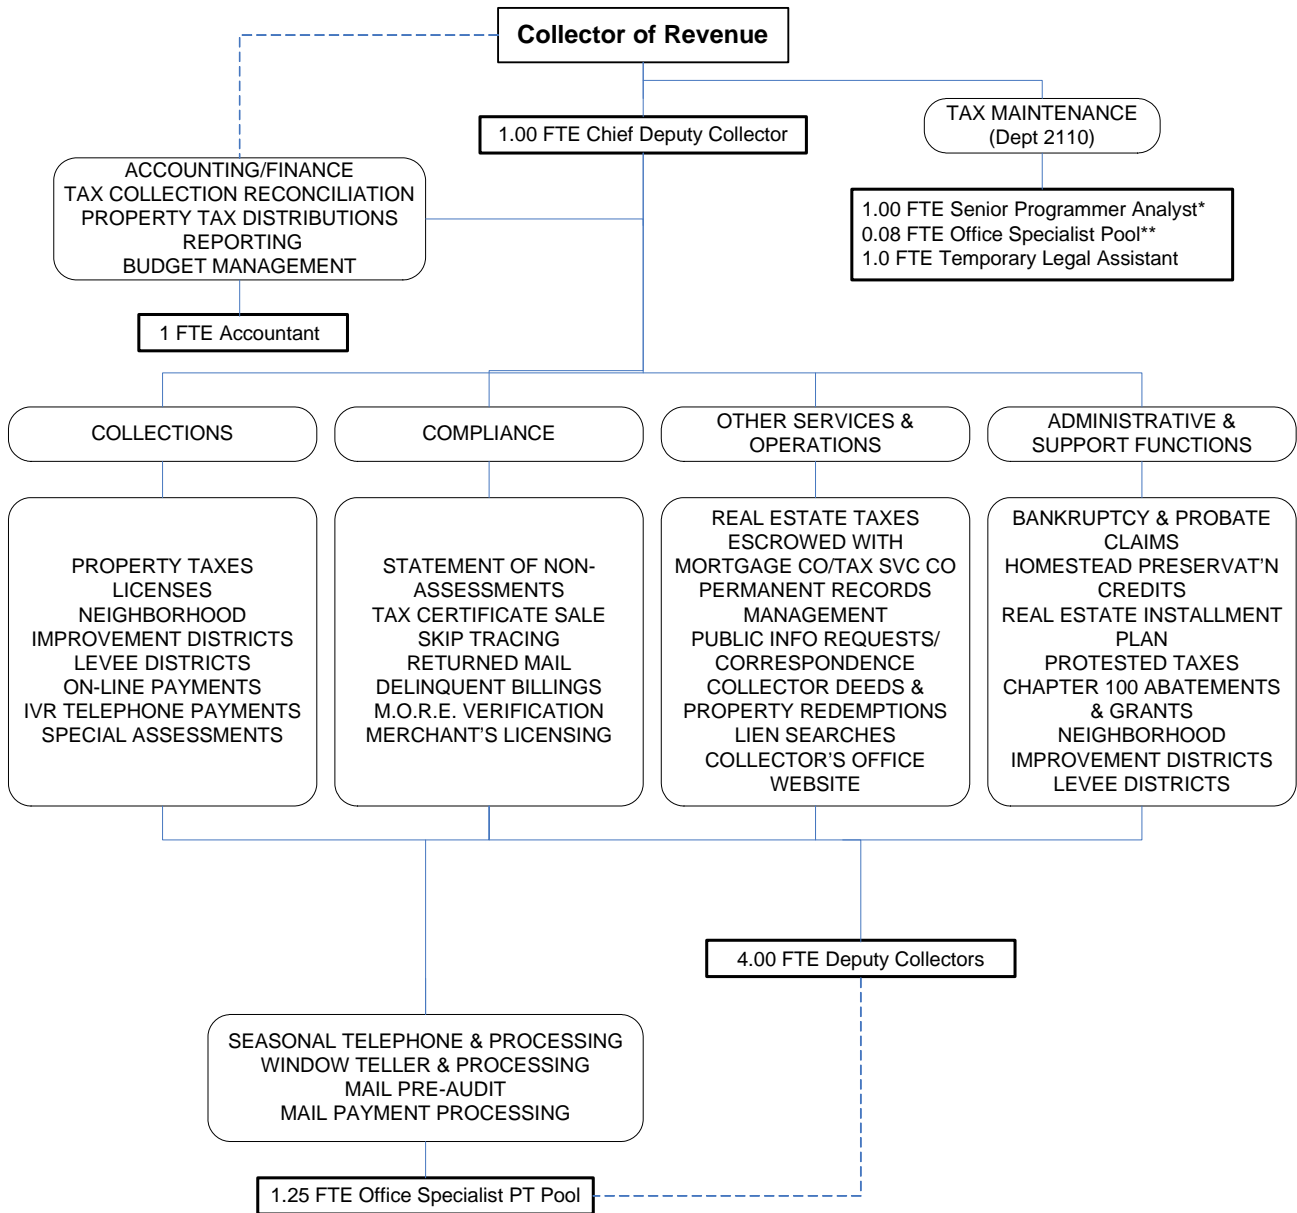 Collector of Revenue
1.00 FTE Chief Deputy Collector
TAX MAINTENANCE
(Dept 2110)
ACCOUNTING/FINANCE
TAX COLLECTION RECONCILIATION
PROPERTY TAX DISTRIBUTIONS
REPORTING
BUDGET MANAGEMENT
1.00 FTE Senior Programmer Analyst*
0.08 FTE Office Specialist Pool**
1.0 FTE Temporary Legal Assistant
1 FTE Accountant
COLLECTIONS
COMPLIANCE
OTHER SERVICES &
OPERATIONS
ADMINISTRATIVE &
SUPPORT FUNCTIONS
PROPERTY TAXES
LICENSES
NEIGHBORHOOD
IMPROVEMENT DISTRICTS
LEVEE DISTRICTS
ON-LINE PAYMENTS
IVR TELEPHONE PAYMENTS
SPECIAL ASSESSMENTS
STATEMENT OF NON-
ASSESSMENTS
TAX CERTIFICATE SALE
SKIP TRACING
RETURNED MAIL
DELINQUENT BILLINGS
M.O.R.E. VERIFICATION
MERCHANT'S LICENSING
REAL ESTATE TAXES
ESCROWED WITH
MORTGAGE CO/TAX SVC CO
PERMANENT RECORDS
MANAGEMENT
PUBLIC INFO REQUESTS/
CORRESPONDENCE
COLLECTOR DEEDS &
PROPERTY REDEMPTIONS
LIEN SEARCHES
COLLECTOR'S OFFICE
WEBSITE
BANKRUPTCY & PROBATE
CLAIMS
HOMESTEAD PRESERVAT'N
CREDITS
REAL ESTATE INSTALLMENT
PLAN
PROTESTED TAXES
CHAPTER 100 ABATEMENTS
& GRANTS
NEIGHBORHOOD
IMPROVEMENT DISTRICTS
LEVEE DISTRICTS
4.00 FTE Deputy Collectors
SEASONAL TELEPHONE & PROCESSING
WINDOW TELLER & PROCESSING
MAIL PRE-AUDIT
MAIL PAYMENT PROCESSING
1.25 FTE Office Specialist PT Pool